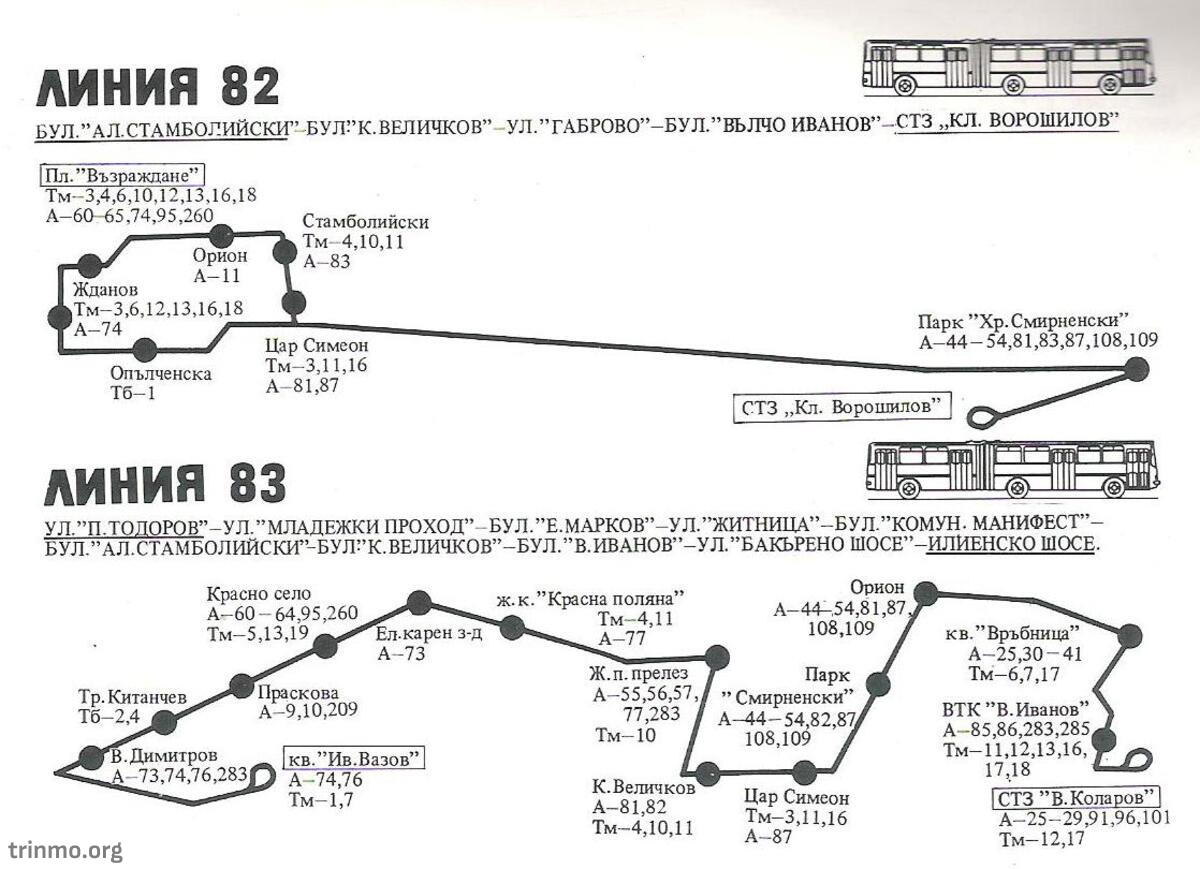 ЛИНИЯ 82
БУЛ."АЛ.СТАМБОЛИЙСКИ"–БУЛ."К.ВЕЛИЧКОВ"–УЛ."ГАБРОВО"–БУЛ."ВЪЛЧО ИВАНОВ"–СТЗ „КЛ. ВОРОШИЛОВ"
Пл."Възраждане"
Тм–3,4,6,10,12,13,16,18
А–60–65,74,95,260
Стамболийски
Тм–4,10,11
А–83
Орион
А–11
Жданов
Тм–3,6,12,13,16,18
А–74
Опълченска
Тб–1
Цар Симеон
Тм–3,11,16
А–81,87
Парк "Хр.Смирненски"
А–44–54,81,83,87,108,109
СТЗ „Кл. Ворошилов"
ЛИНИЯ 83
УЛ."П.ТОДОРОВ"–УЛ."МЛАДЕЖКИ ПРОХОД"–БУЛ."Е.МАРКОВ"–УЛ."ЖИТНИЦА"–БУЛ."КОМУН. МАНИФЕСТ"–
БУЛ."АЛ.СТАМБОЛИЙСКИ"-БУЛ."К.ВЕЛИЧКОВ"–БУЛ."В.ИВАНОВ"–УЛ."БАКЪРЕНО ШОСЕ"–ИЛИЕНСКО ШОСЕ.
Красно село
А–60–64,95,260
Тм–5,13,19
Ел.карен з-д
А–73
ж.к."Красна поляна"
Тм–4,11
А–77
Орион
А–44–54,81,87,
108,109
кв."Връбница"
А–25,30–41
Тм–6,7,17
Тр.Китанчев
Тб–2,4
Праскова
А–9,10,209
Ж.п.прелез
А–55,56,57,
77,283
Тм–10
Парк
"Смирненски"
А–44–54,82,87
108,109
ВТК "В.Иванов"
А–85,86,283,285
Тм–11,12,13,16,
17,18
В.Димитров
А–73,74,76,283
кв."Ив.Вазов"
А–74,76
Тм–1,7
К.Величков
А–81,82
Тм–4,10,11
Цар Симеон
Тм–3,11,16
А–87
СТЗ "В.Коларов"
А–25–29,91,96,101
Тм–12,17
trinmo.org